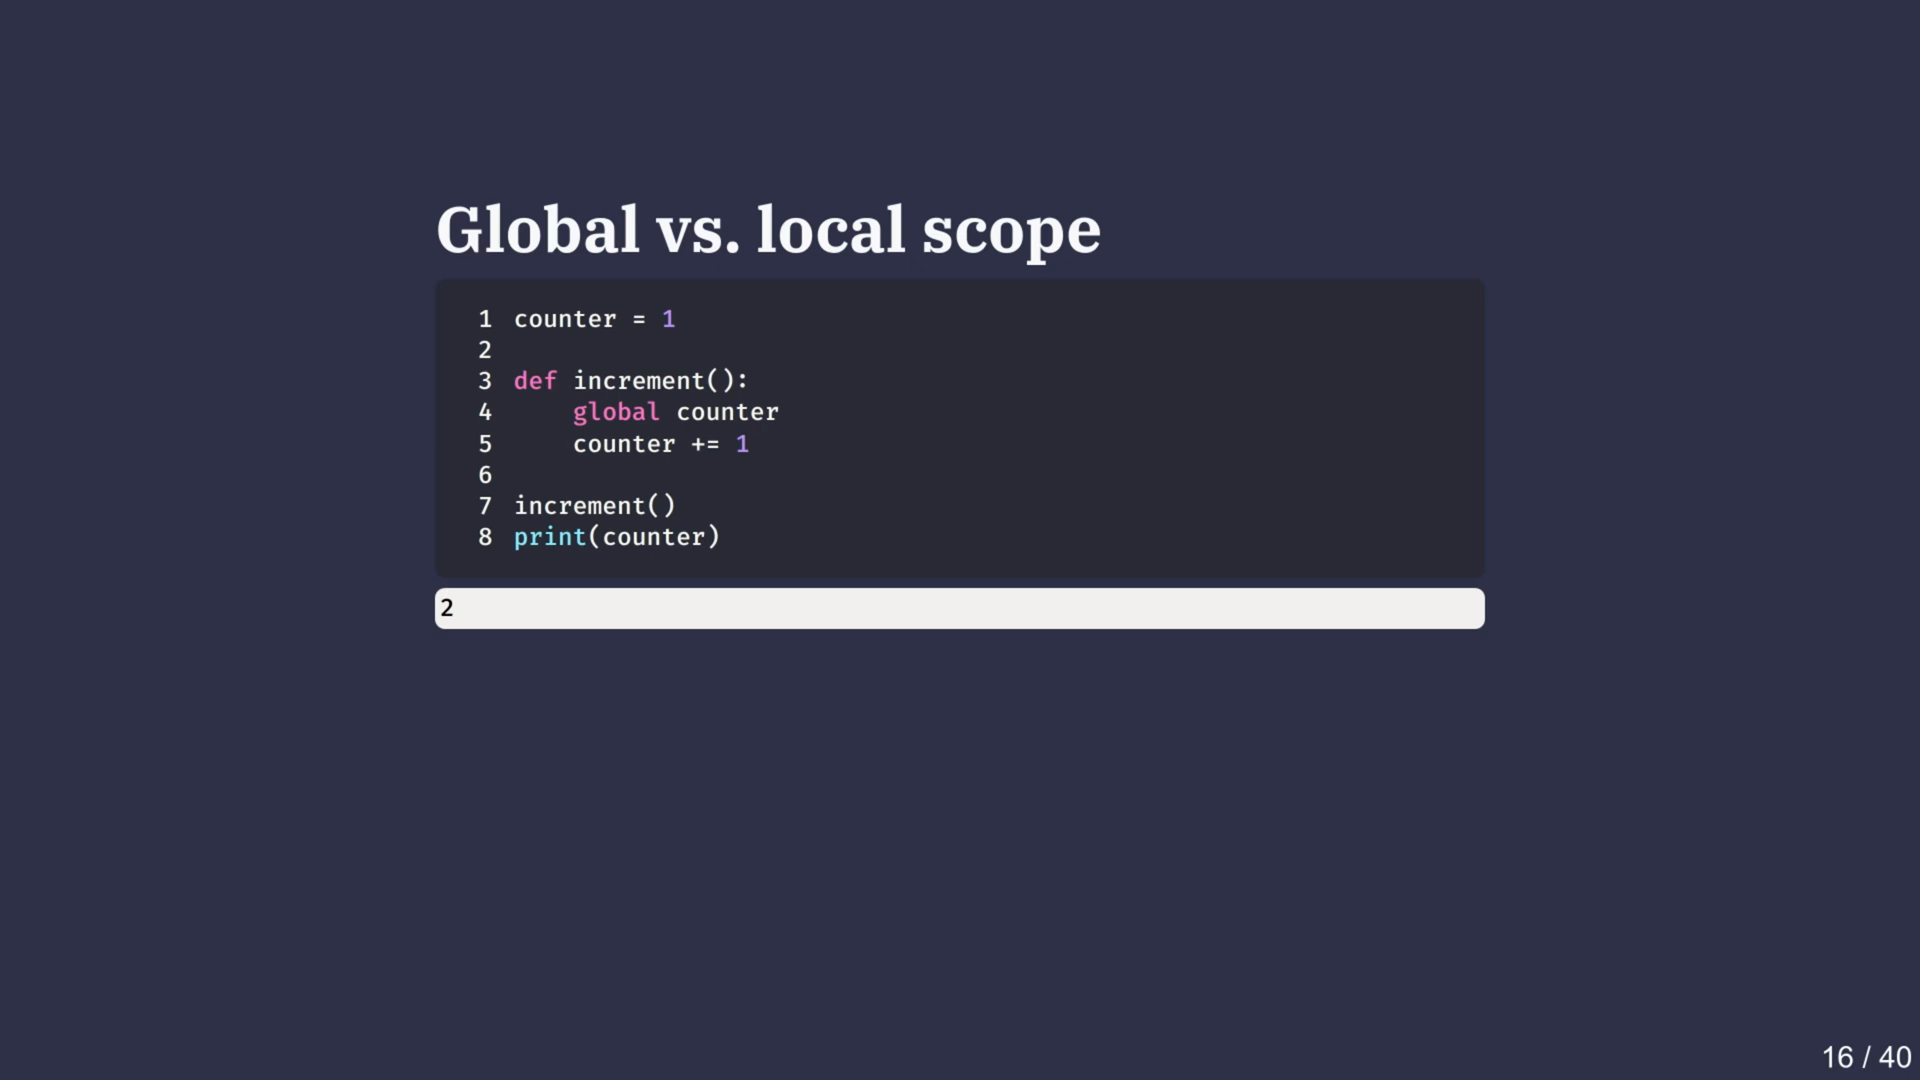 Global vs. local scope
1 counter = 1
2
3 def increment():
4     global counter
5     counter += 1
6
7 increment()
8 print(counter)
2
16 / 40